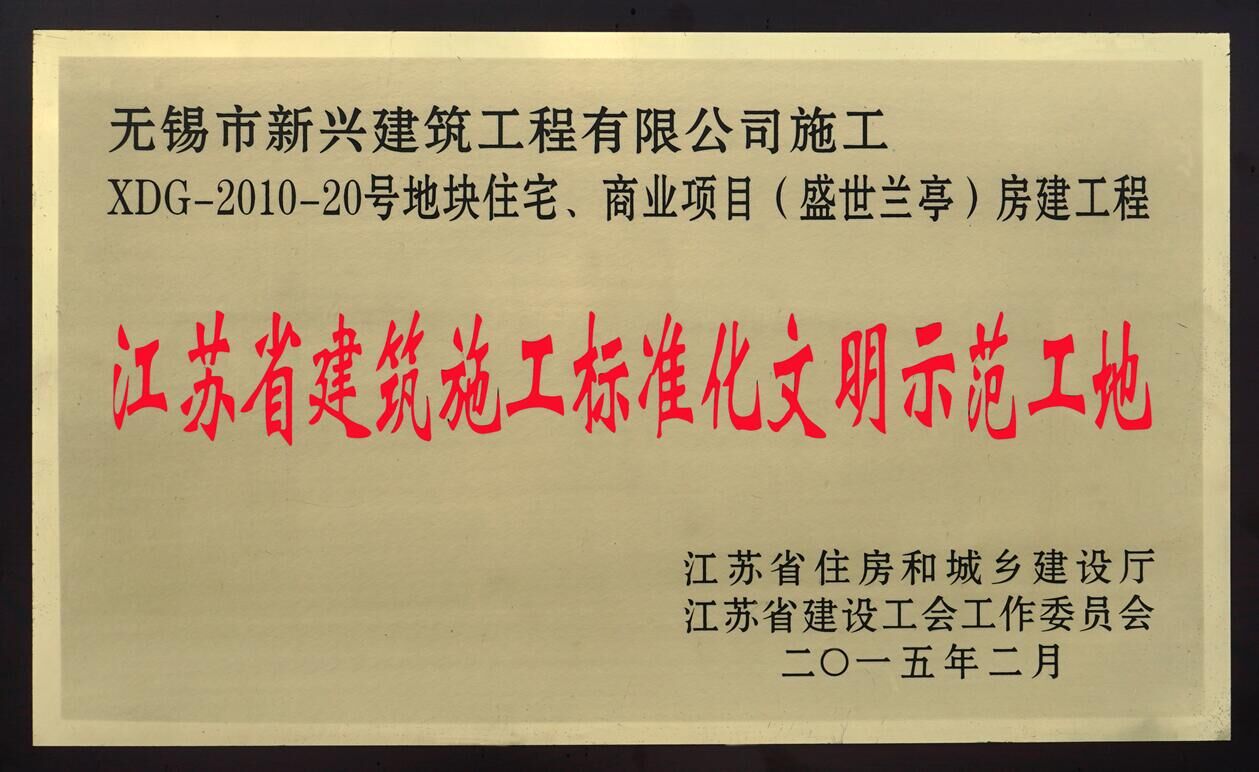 无锡市新兴建筑工程有限公司施工
XDG-2010-20号地块住宅、商业项目（盛世兰亭）房建工程
江苏省建筑施工标准化文明示范工地
江苏省住房和城乡建设厅
江苏省建设工会工作委员会
二〇一五年二月